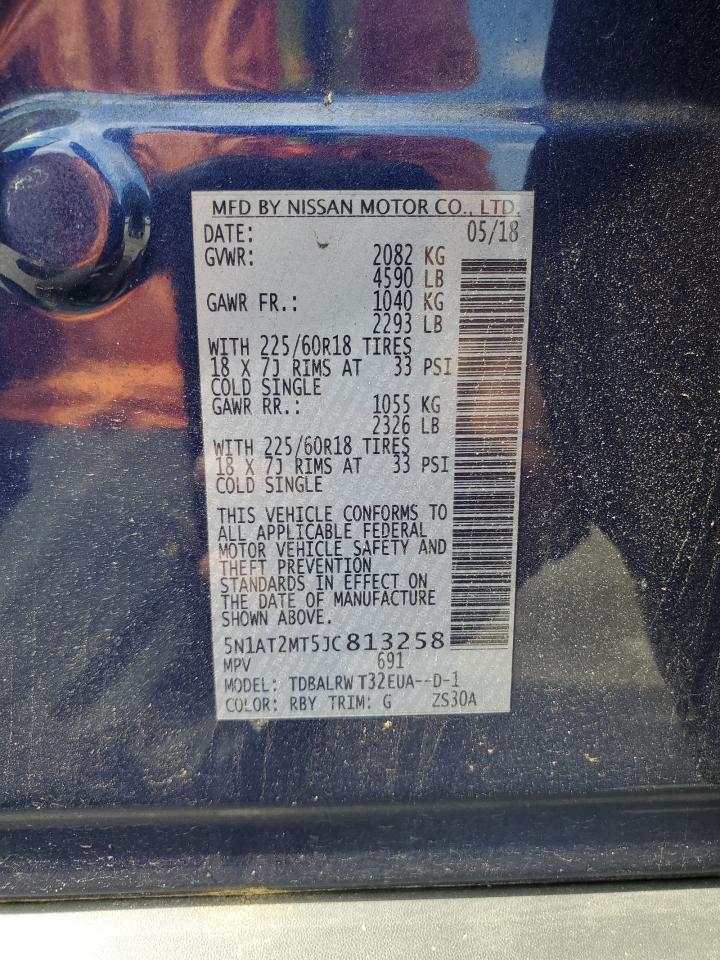 MFD BY NISSAN MOTOR CO., LTD.
DATE: 05/18
GVWR: 2082 KG
4590 LB
GAWR FR.: 1040 KG
2293 LB
WITH 225/60R18 TIRES
18 X 7J RIMS AT 33 PSI
COLD SINGLE
GAWR RR.: 1055 KG
2326 LB
WITH 225/60R18 TIRES
18 X 7J RIMS AT 33 PSI
COLD SINGLE
THIS VEHICLE CONFORMS TO
ALL APPLICABLE FEDERAL
MOTOR VEHICLE SAFETY AND
THEFT PREVENTION
STANDARDS IN EFFECT ON
THE DATE OF MANUFACTURE
SHOWN ABOVE.
5N1AT2MT5JC813258
MPV 691
MODEL: TDBALRW T32EUA--D-1
COLOR: RBY TRIM: G ZS30A